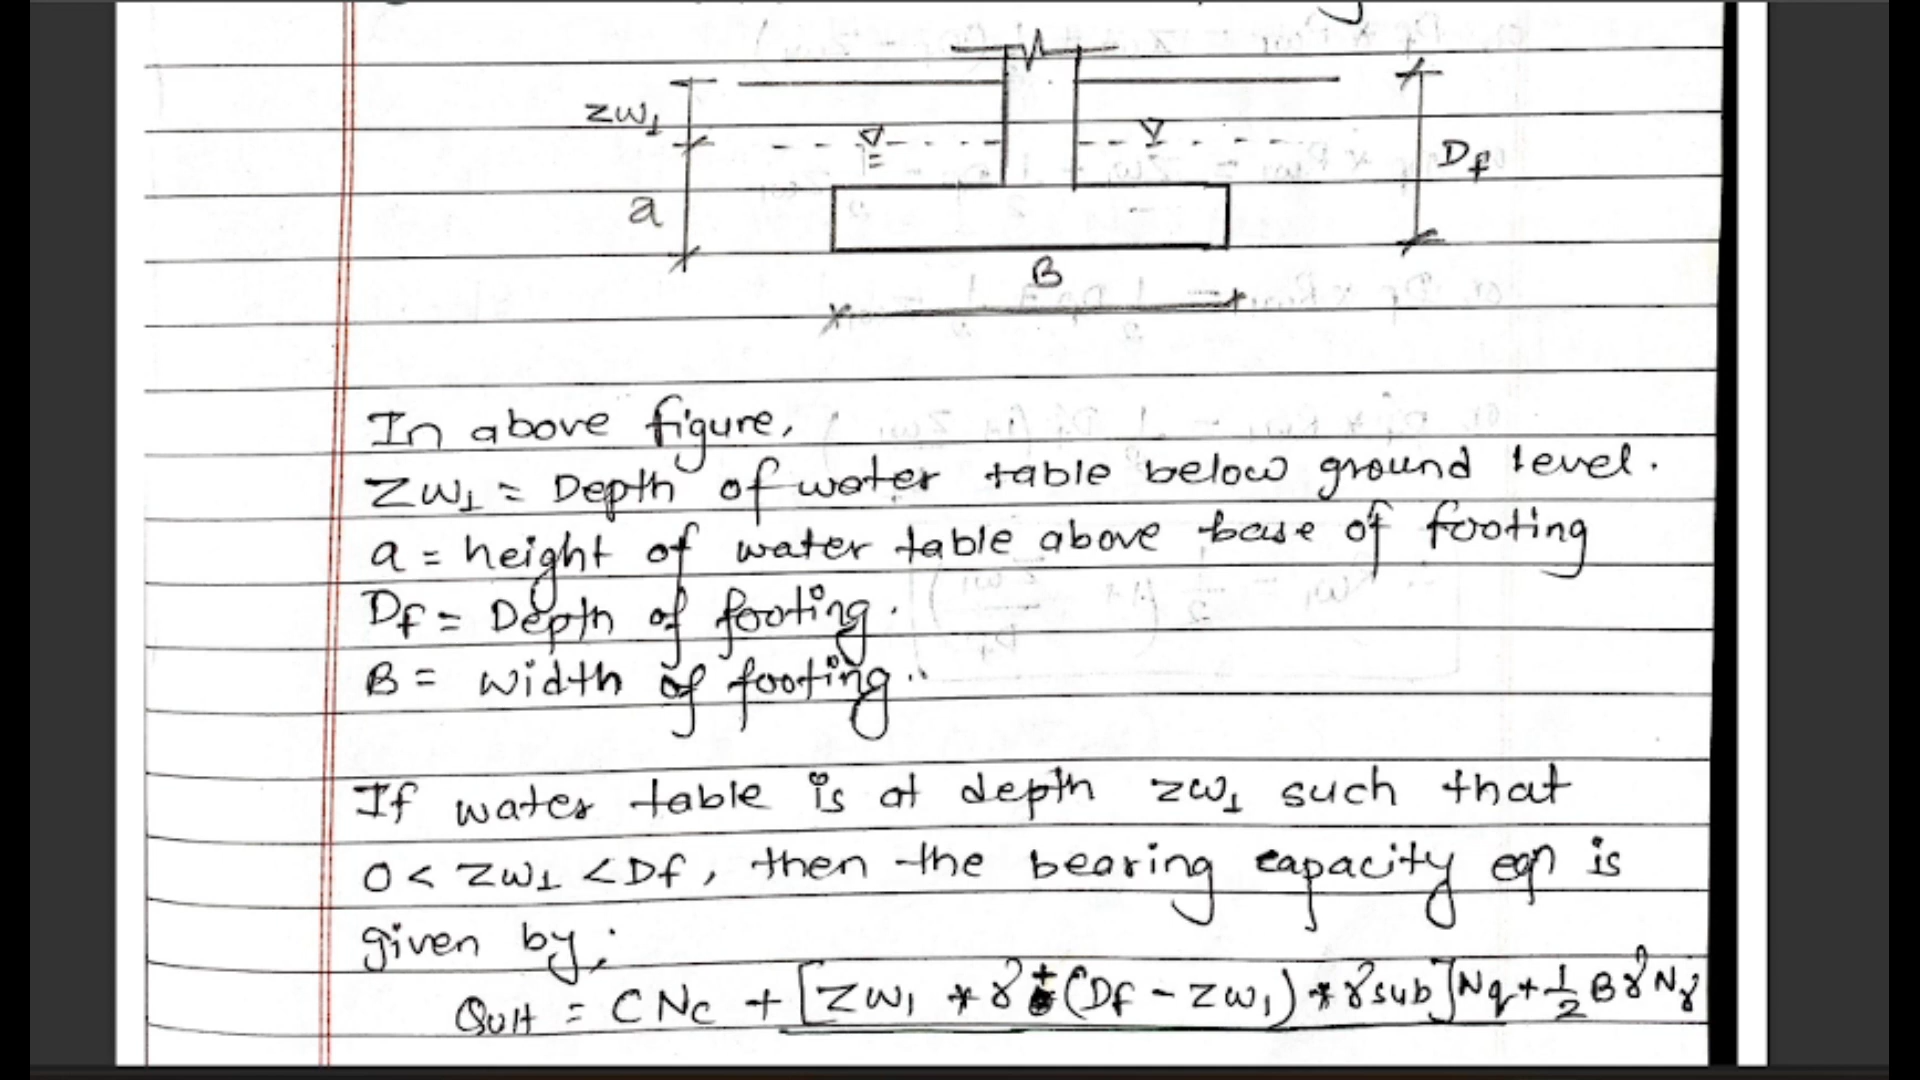 zw₁
a
Df
B
In above figure,
zw₁ = Depth of water table below ground level.
a = height of water table above base of footing
Df = Depth of footing.
B = width of footing.
If water table is at depth zw₁ such that
0 < zw₁ < Df, then the bearing capacity eqn is
given by;
Qult = CNc + [zw₁ * γ + (Df - zw₁) * γsub] Nq + 1/2 BγNγ